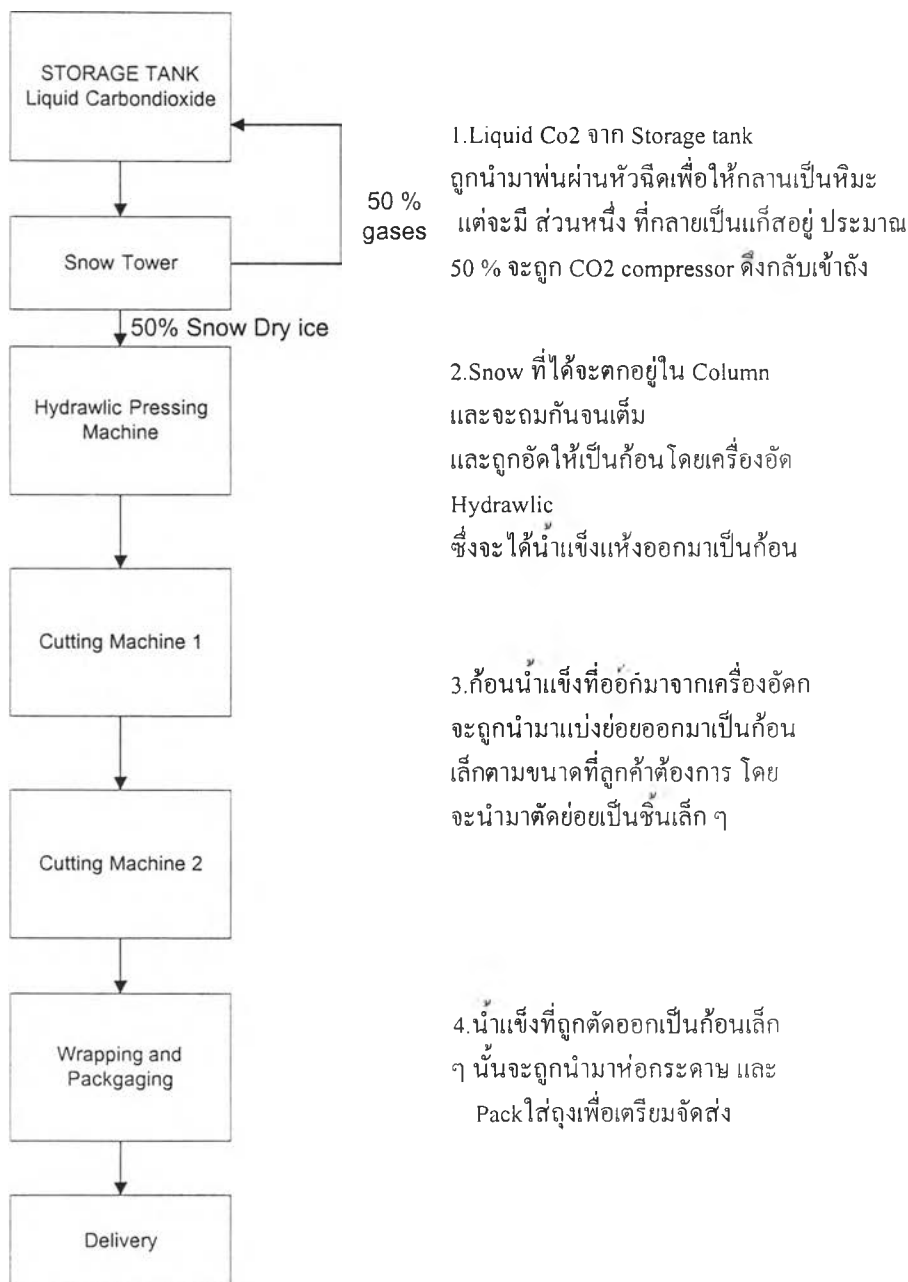 STORAGE TANK
Liquid Carbondioxide
50 %
gases
Snow Tower
50% Snow Dry ice
Hydrawlic Pressing
Machine
Cutting Machine 1
Cutting Machine 2
Wrapping and
Packgaging
Delivery
1.Liquid Co2 จาก Storage tank
ถูกนำมาพ่นผ่านหัวฉีดเพื่อให้กลานเป็นหิมะ
แต่จะมี ส่วนหนึ่ง ที่กลายเป็นแก็สอยู่ ประมาณ
50 % จะถูก CO2 compressor ดึงกลับเข้าถัง
2.Snow ที่ได้จะตกอยู่ใน Column
และจะถมกันจนเต็ม
และถูกอัดให้เป็นก้อน โดยเครื่องอัด
Hydrawlic
ซึ่งจะได้น้ำแข็งแห้งออกมาเป็นก้อน
3.ก้อนน้ำแข็งที่ออกมาจากเครื่องอัดก
จะถูกนำมาแบ่งย่อยออกมาเป็นก้อน
เล็กตามขนาดที่ลูกค้าต้องการ โดย
จะนำมาตัดย่อยเป็นชิ้นเล็ก ๆ
4.น้ำแข็งที่ถูกตัดออกเป็นก้อนเล็ก
ๆ นั้นจะถูกนำมาห่อกระดาษ และ
Packใส่ถุงเพื่อเตรียมจัดส่ง